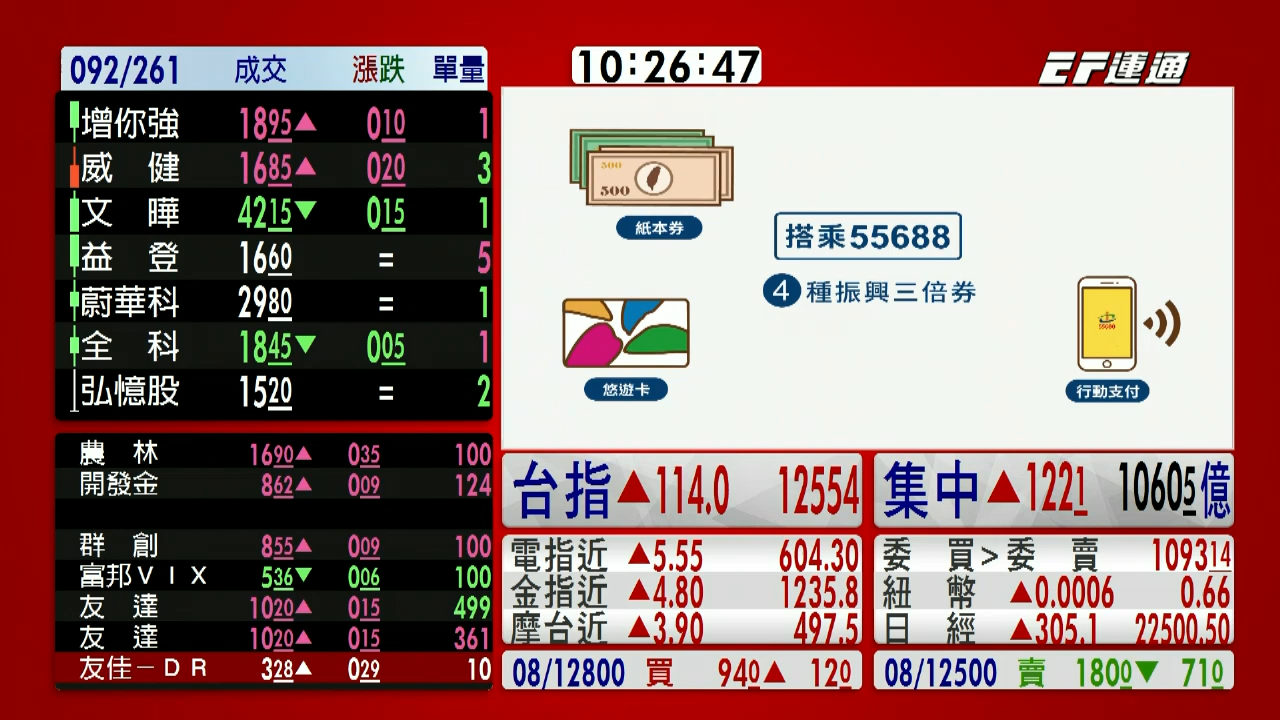 092/261 成交 漲跌 單量
增你強 1895▲ 010 1
威健 1685▲ 020 3
文曄 4215▼ 015 1
益登 1660 = 5
蔚華科 2980 = 1
全科 1845▼ 005 1
弘憶股 1520 = 2
農林 1690▲ 035 100
開發金 862▲ 009 124
群創 855▲ 009 100
富邦VIX 536▼ 006 100
友達 1020▲ 015 499
友達 1020▲ 015 361
友佳－DR 328▲ 029 10
10:26:47
EF運通
500
500
紙本券
搭乘55688
4種振興三倍券
悠遊卡
55688
行動支付
台指▲114.0 12554
集中▲1221 10605億
電指近 ▲5.55 604.30
金指近 ▲4.80 1235.8
摩台近 ▲3.90 497.5
委買>委賣 109314
紐幣 ▲0.0006 0.66
日經 ▲305.1 22500.50
08/12800 買 940▲ 120
08/12500 賣 1800▼ 710